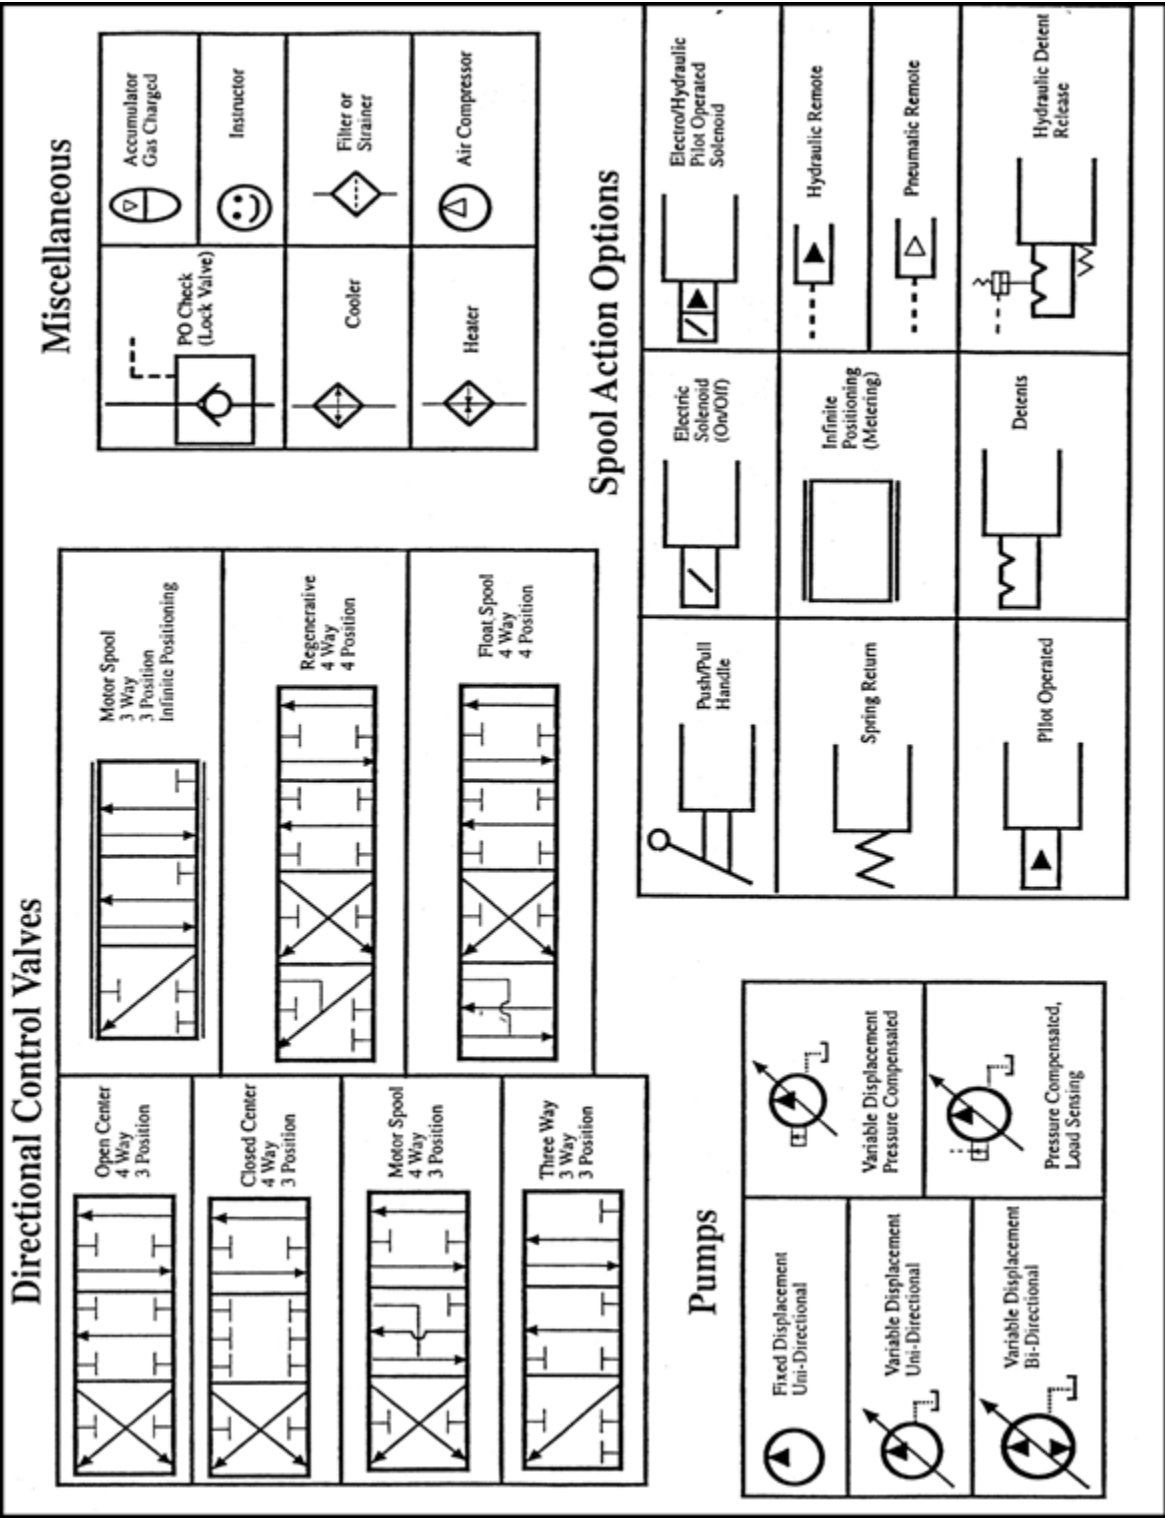 Directional Control Valves
Open Center
4 Way
3 Position
Closed Center
4 Way
3 Position
Motor Spool
4 Way
3 Position
Three Way
3 Way
3 Position
Motor Spool
3 Way
3 Position
Infinite Positioning
Regenerative
4 Way
4 Position
Float Spool
4 Way
4 Position
Miscellaneous
PO Check
(Lock Valve)
Cooler
Heater
Accumulator
Gas Charged
Instructor
Filter or
Strainer
Air Compressor
Pumps
Fixed Displacement
Uni-Directional
Variable Displacement
Uni-Directional
Variable Displacement
Bi-Directional
Variable Displacement
Pressure Compensated
Pressure Compensated,
Load Sensing
Spool Action Options
Push/Pull
Handle
Spring Return
Pilot Operated
Electric
Solenoid
(On/Off)
Infinite
Positioning
(Metering)
Detents
Electro/Hydraulic
Pilot Operated
Solenoid
Hydraulic Remote
Pneumatic Remote
Hydraulic Detent
Release